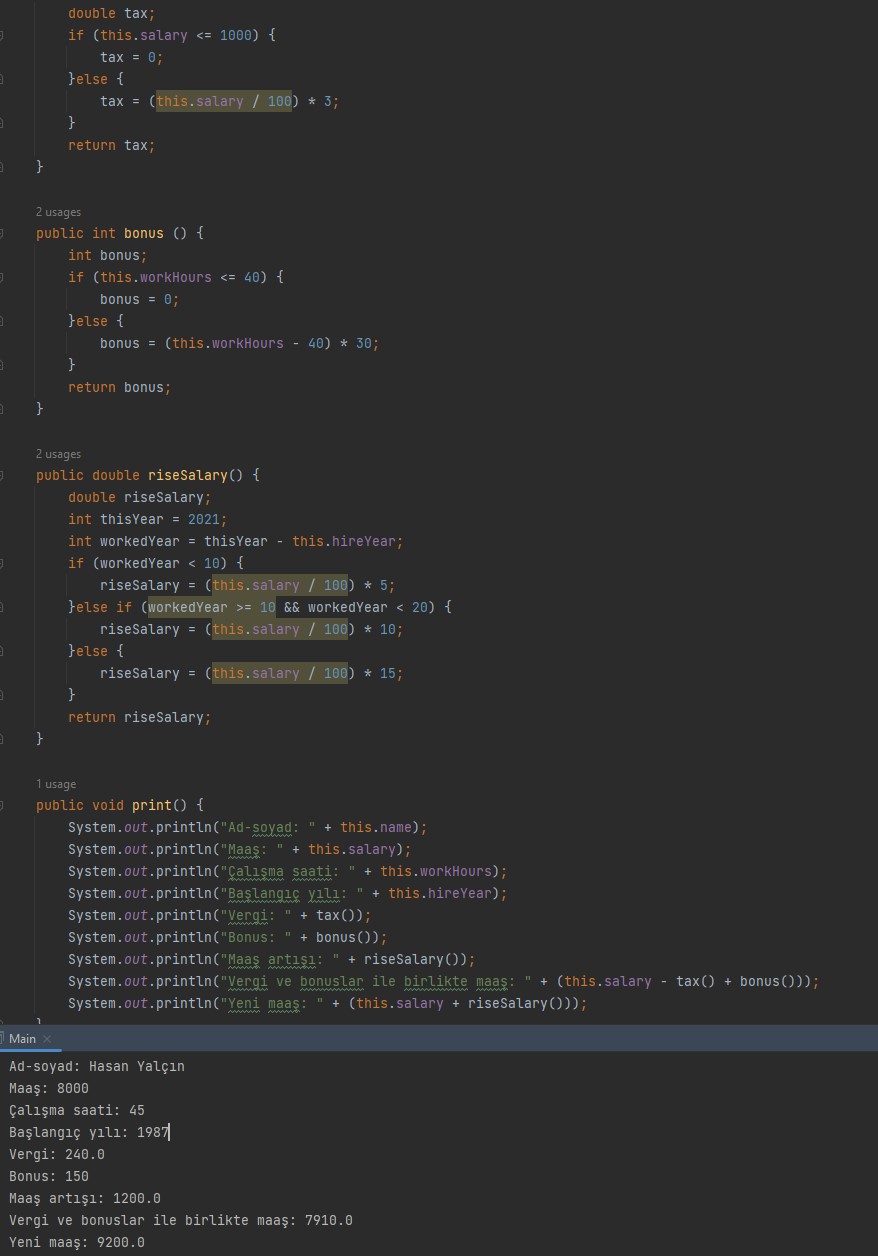 double tax;
if (this.salary <= 1000) {
tax = 0;
}else {
tax = (this.salary / 100) * 3;
}
return tax;
}
2 usages
public int bonus () {
int bonus;
if (this.workHours <= 40) {
bonus = 0;
}else {
bonus = (this.workHours - 40) * 30;
}
return bonus;
}
2 usages
public double riseSalary() {
double riseSalary;
int thisYear = 2021;
int workedYear = thisYear - this.hireYear;
if (workedYear < 10) {
riseSalary = (this.salary / 100) * 5;
}else if (workedYear >= 10 && workedYear < 20) {
riseSalary = (this.salary / 100) * 10;
}else {
riseSalary = (this.salary / 100) * 15;
}
return riseSalary;
}
1 usage
public void print() {
System.out.println("Ad-soyad: " + this.name);
System.out.println("Maaş: " + this.salary);
System.out.println("Çalışma saati: " + this.workHours);
System.out.println("Başlangıç yılı: " + this.hireYear);
System.out.println("Vergi: " + tax());
System.out.println("Bonus: " + bonus());
System.out.println("Maaş artışı: " + riseSalary());
System.out.println("Vergi ve bonuslar ile birlikte maaş: " + (this.salary - tax() + bonus()));
System.out.println("Yeni maaş: " + (this.salary + riseSalary()));
}
Main ×
Ad-soyad: Hasan Yalçın
Maaş: 8000
Çalışma saati: 45
Başlangıç yılı: 1987
Vergi: 240.0
Bonus: 150
Maaş artışı: 1200.0
Vergi ve bonuslar ile birlikte maaş: 7910.0
Yeni maaş: 9200.0